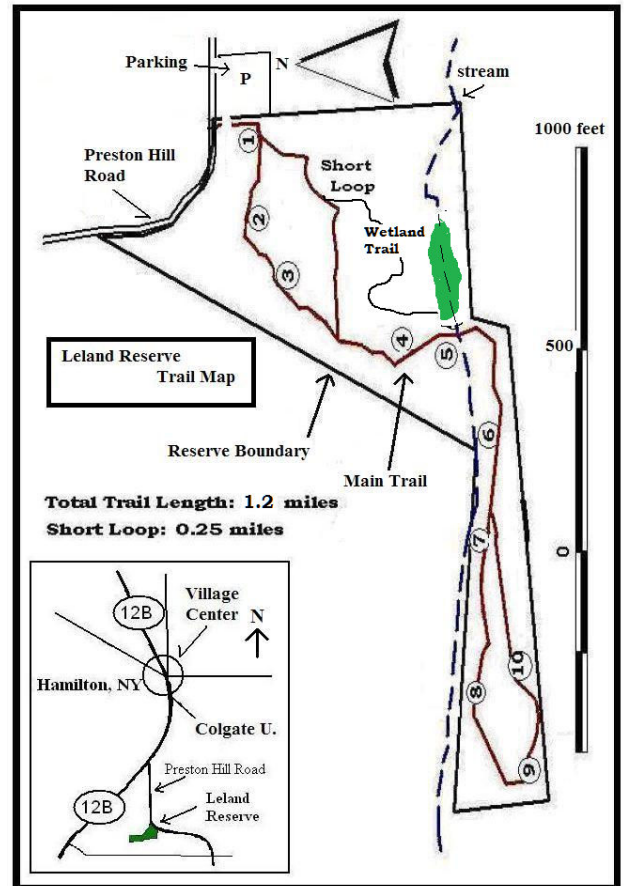 Parking
P
N
stream
1000 feet
1
Preston Hill
Road
Short
Loop
2
Wetland
Trail
3
Leland Reserve
Trail Map
4
5
500
Reserve Boundary
Main Trail
6
Total Trail Length: 1.2 miles
Short Loop: 0.25 miles
7
0
8
10
9
12B
Village
Center
N
Hamilton, NY
Colgate U.
Preston Hill Road
12B
Leland
Reserve